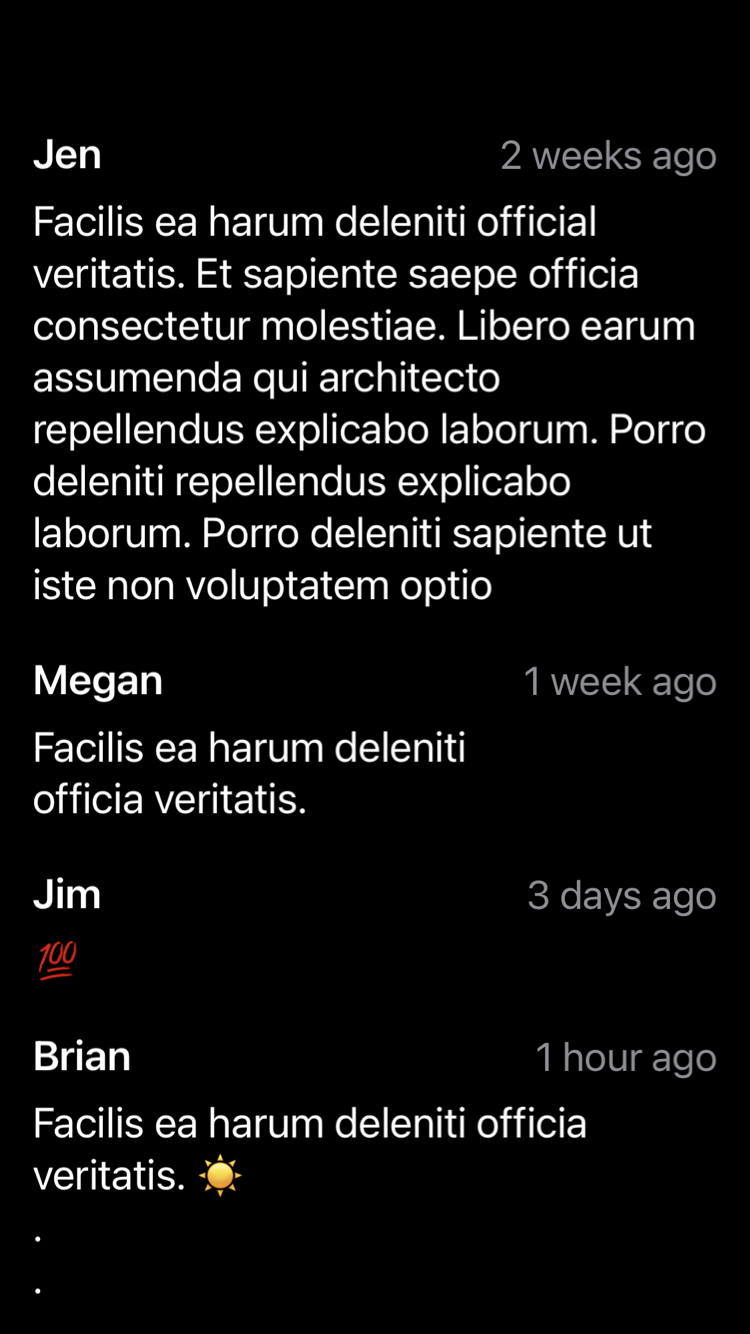 Jen 2 weeks ago
Facilis ea harum deleniti official
veritatis. Et sapiente saepe officia
consectetur molestiae. Libero earum
assumenda qui architecto
repellendus explicabo laborum. Porro
deleniti repellendus explicabo
laborum. Porro deleniti sapiente ut
iste non voluptatem optio
Megan 1 week ago
Facilis ea harum deleniti
officia veritatis.
Jim 3 days ago
💯
Brian 1 hour ago
Facilis ea harum deleniti officia
veritatis. ☀️
.
.